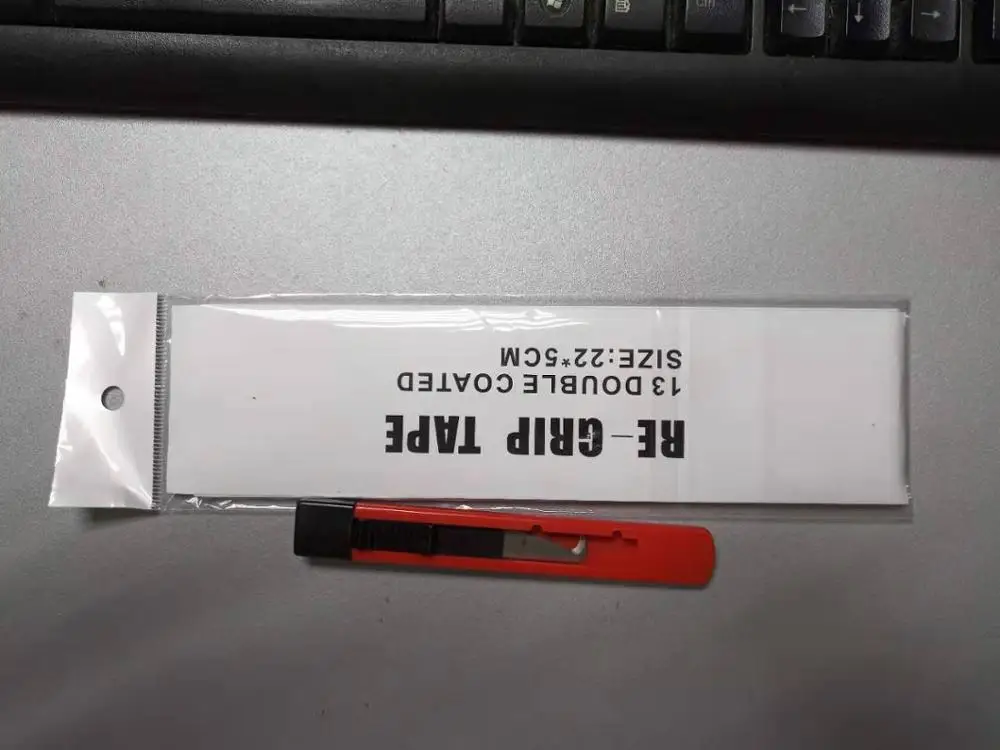 RE-GRIP TAPE
13 DOUBLE COATED
SIZE:22*5CM